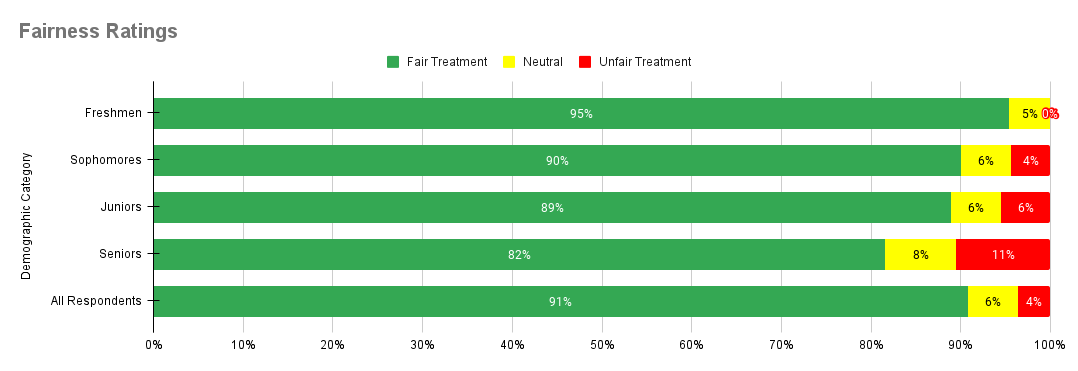 Fairness Ratings
Fair Treatment Neutral Unfair Treatment
Demographic Category
Freshmen 95% 5% 0%
Sophomores 90% 6% 4%
Juniors 89% 6% 6%
Seniors 82% 8% 11%
All Respondents 91% 6% 4%
0% 10% 20% 30% 40% 50% 60% 70% 80% 90% 100%